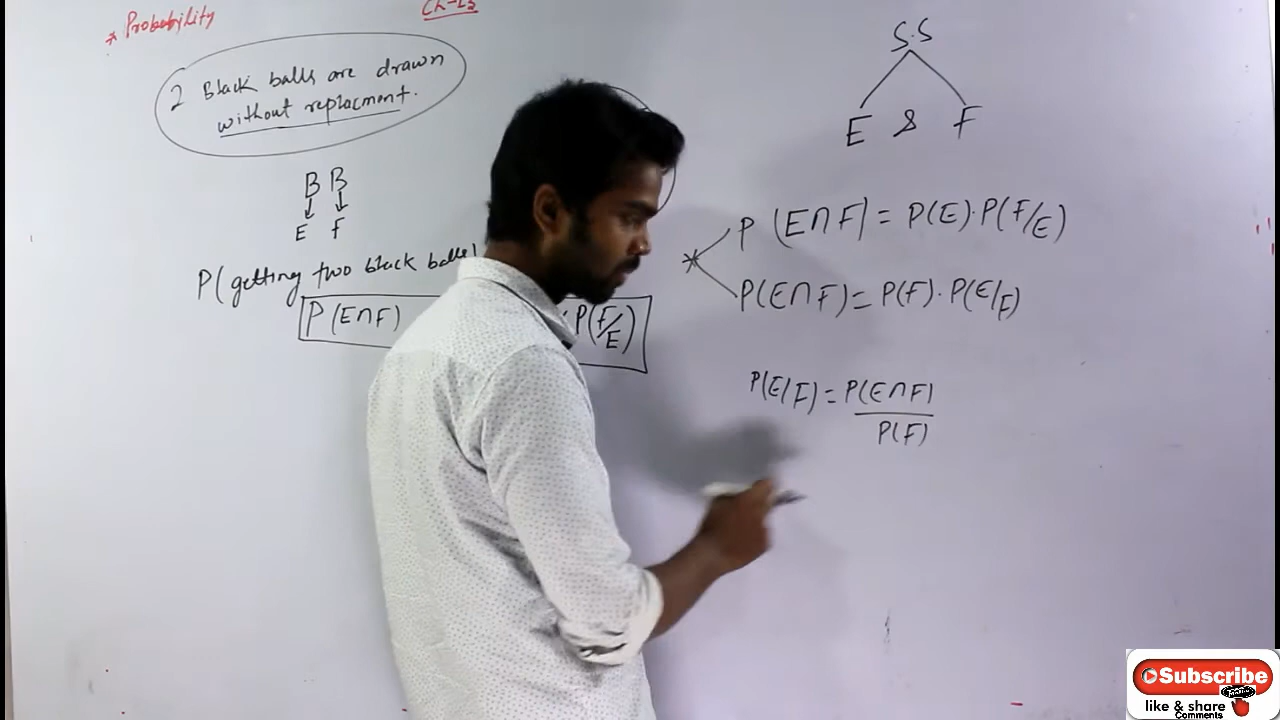 * Probability
Ch-13
2 Black balls are drawn
without replacment.
B B
E F
P(getting two black balls)
P(E∩F)
P(F/E)
S.S
E & F
* P(E∩F) = P(E).P(F/E)
P(E∩F) = P(F).P(E/F)
P(E/F) = P(E∩F)
P(F)
Subscribe
like & share
Comments